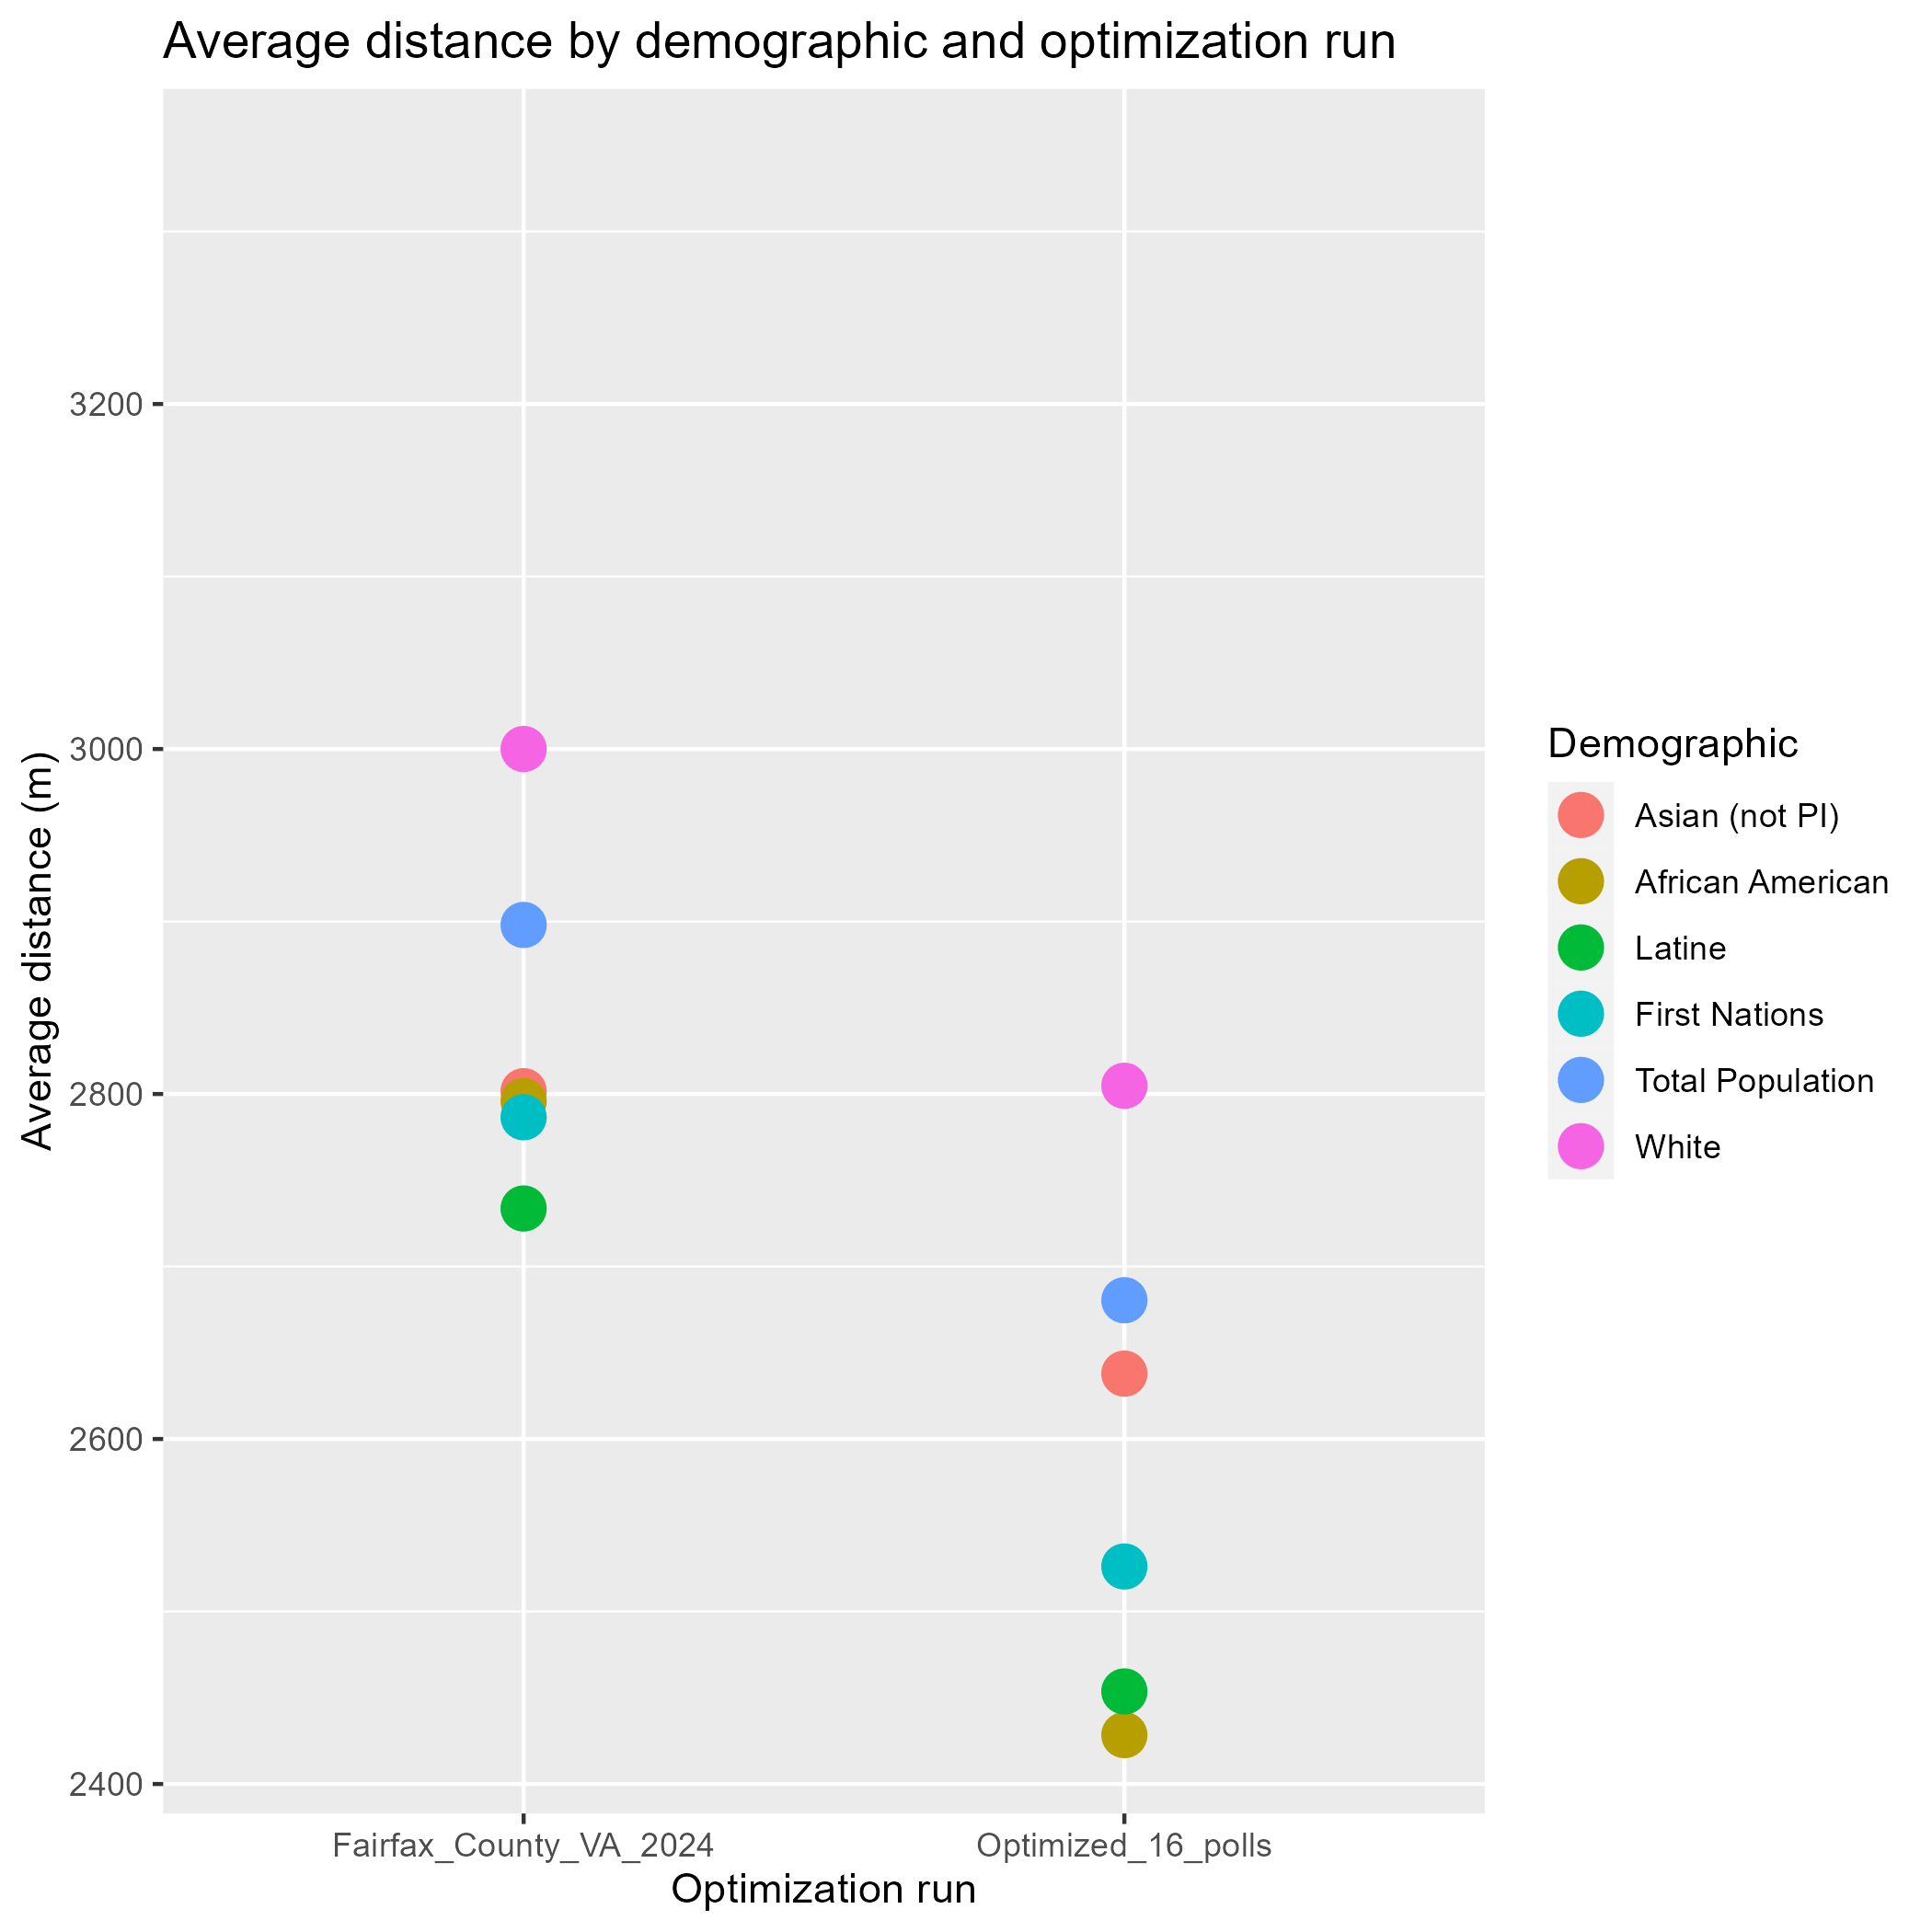 Average distance by demographic and optimization run
3200
3000
2800
2600
2400
Average distance (m)
Fairfax_County_VA_2024
Optimized_16_polls
Optimization run
Demographic
Asian (not PI)
African American
Latine
First Nations
Total Population
White